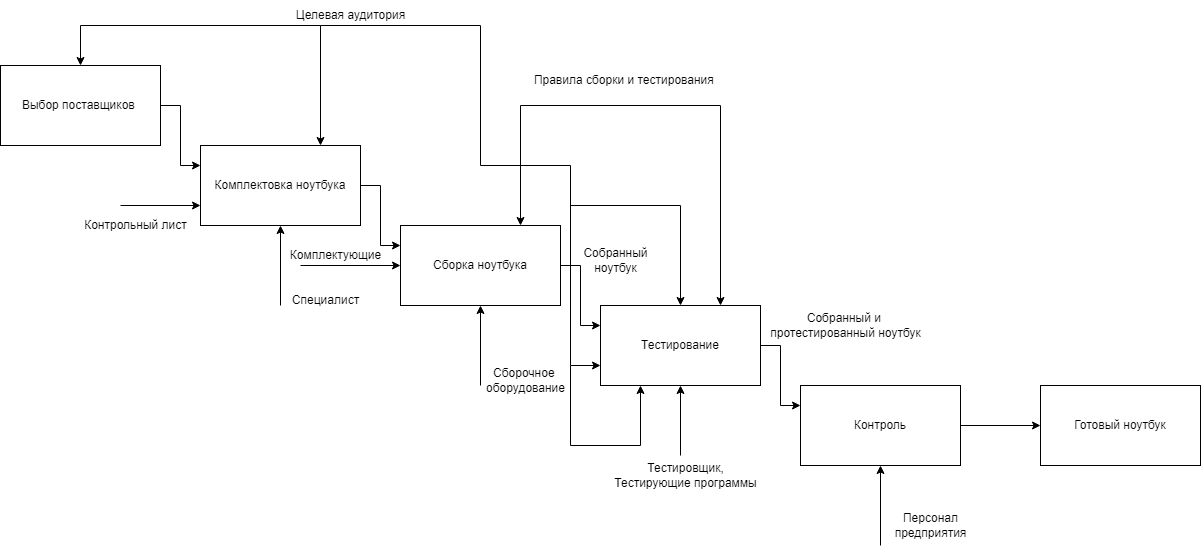 Целевая аудитория
Правила сборки и тестирования
Выбор поставщиков
Комплектовка ноутбука
Контрольный лист
Комплектующие
Специалист
Сборка ноутбука
Собранный
ноутбук
Сборочное
оборудование
Тестирование
Собранный и
протестированный ноутбук
Тестировщик,
Тестирующие программы
Контроль
Готовый ноутбук
Персонал
предприятия